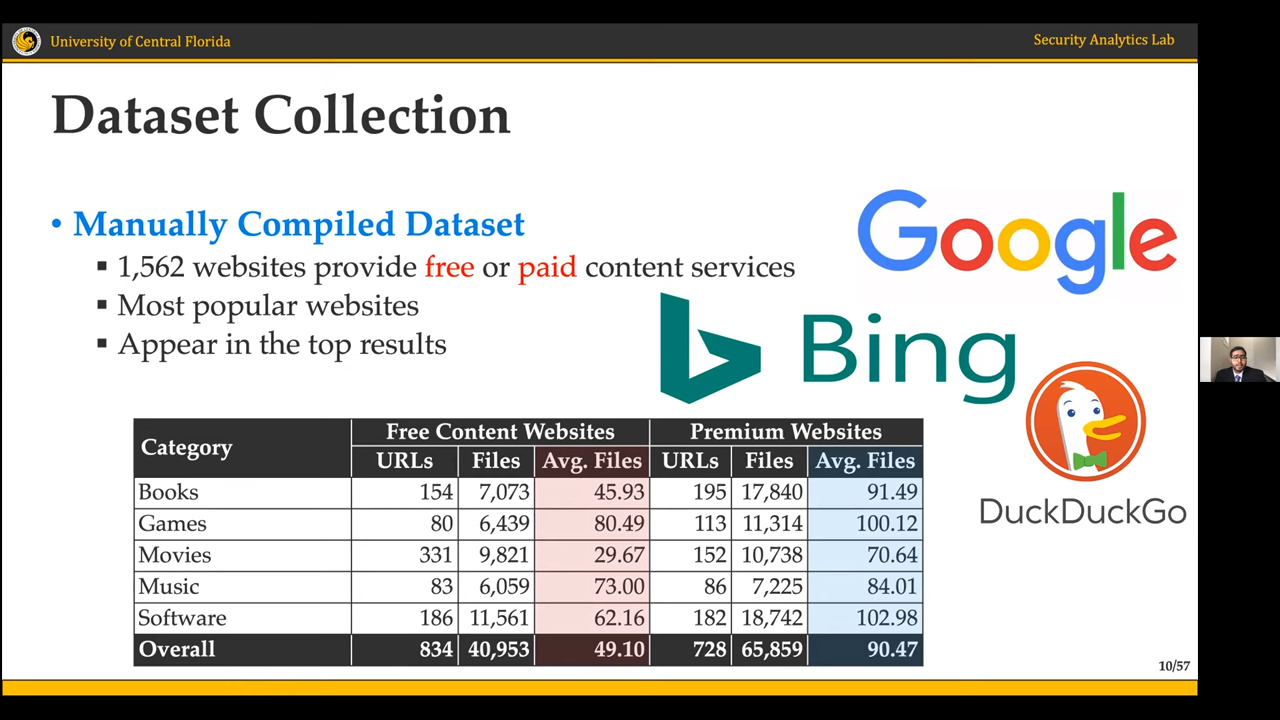 University of Central Florida
Security Analytics Lab
Dataset Collection
• Manually Compiled Dataset
▪ 1,562 websites provide free or paid content services
▪ Most popular websites
▪ Appear in the top results
Google
Bing
DuckDuckGo
Category Free Content Websites Premium Websites
URLs Files Avg. Files URLs Files Avg. Files
Books 154 7,073 45.93 195 17,840 91.49
Games 80 6,439 80.49 113 11,314 100.12
Movies 331 9,821 29.67 152 10,738 70.64
Music 83 6,059 73.00 86 7,225 84.01
Software 186 11,561 62.16 182 18,742 102.98
Overall 834 40,953 49.10 728 65,859 90.47
10/57